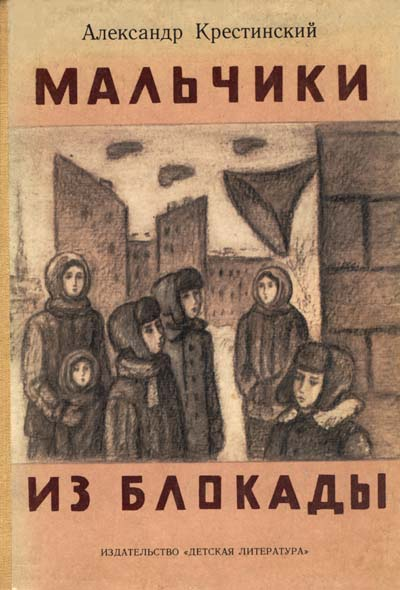 Александр Крестинский
МАЛЬЧИКИ
ИЗ БЛОКАДЫ
ИЗДАТЕЛЬСТВО «ДЕТСКАЯ ЛИТЕРАТУРА»